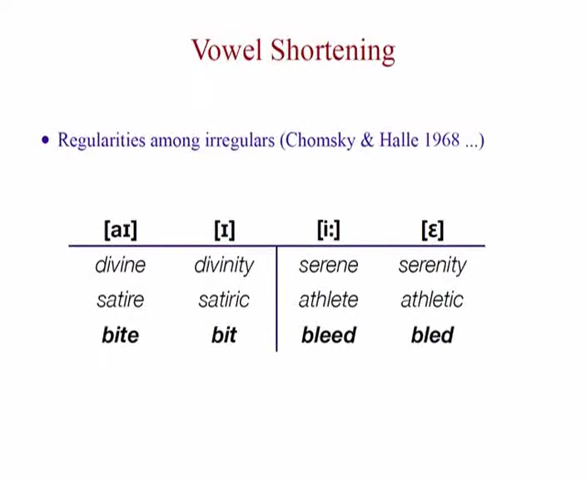 Vowel Shortening
• Regularities among irregulars (Chomsky & Halle 1968 ...)
[aɪ] [ɪ] [i:] [ɛ]
divine divinity serene serenity
satire satiric athlete athletic
bite bit bleed bled